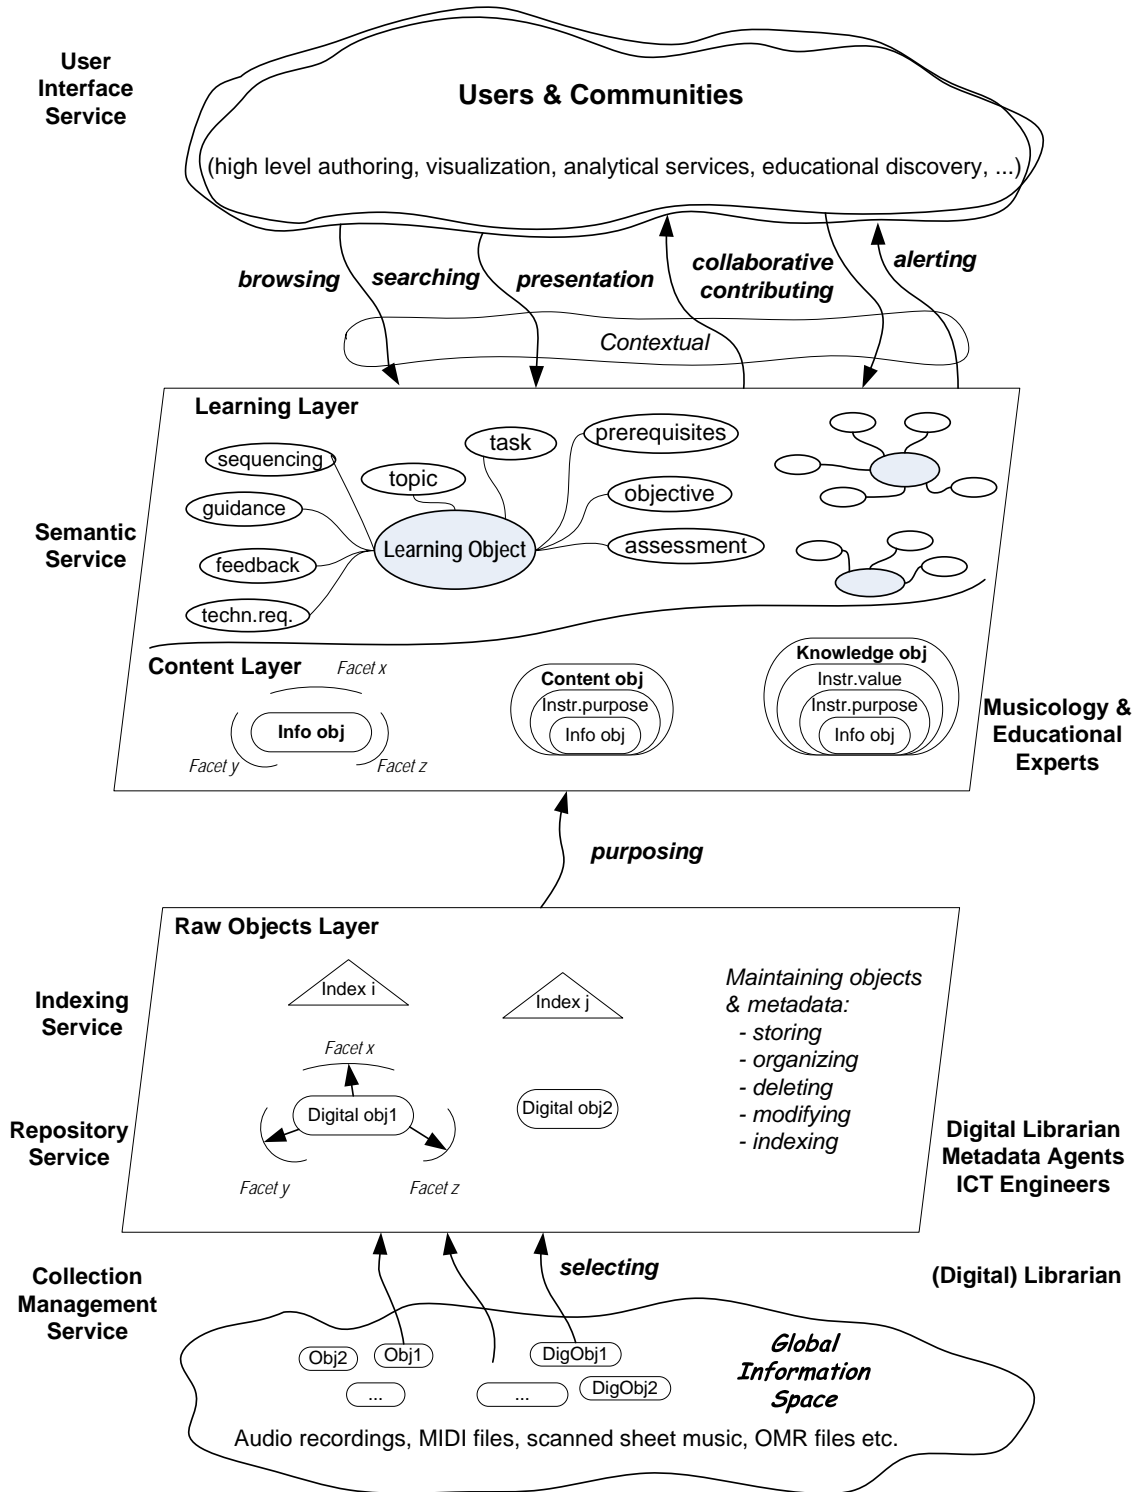 User
Interface
Service
Users & Communities
(high level authoring, visualization, analytical services, educational discovery, ...)
browsing
searching
presentation
collaborative
contributing
alerting
Contextual
Learning Layer
sequencing
guidance
feedback
techn.req.
topic
task
Learning Object
prerequisites
objective
assessment
Semantic
Service
Content Layer
Facet x
Info obj
Facet y
Facet z
Content obj
Instr.purpose
Info obj
Knowledge obj
Instr.value
Instr.purpose
Info obj
Musicology &
Educational
Experts
purposing
Raw Objects Layer
Indexing
Service
Index i
Index j
Facet x
Digital obj1
Facet y
Facet z
Digital obj2
Maintaining objects
& metadata:
- storing
- organizing
- deleting
- modifying
- indexing
Repository
Service
Digital Librarian
Metadata Agents
ICT Engineers
selecting
Collection
Management
Service
(Digital) Librarian
Obj2
Obj1
...
...
DigObj1
DigObj2
Global
Information
Space
Audio recordings, MIDI files, scanned sheet music, OMR files etc.